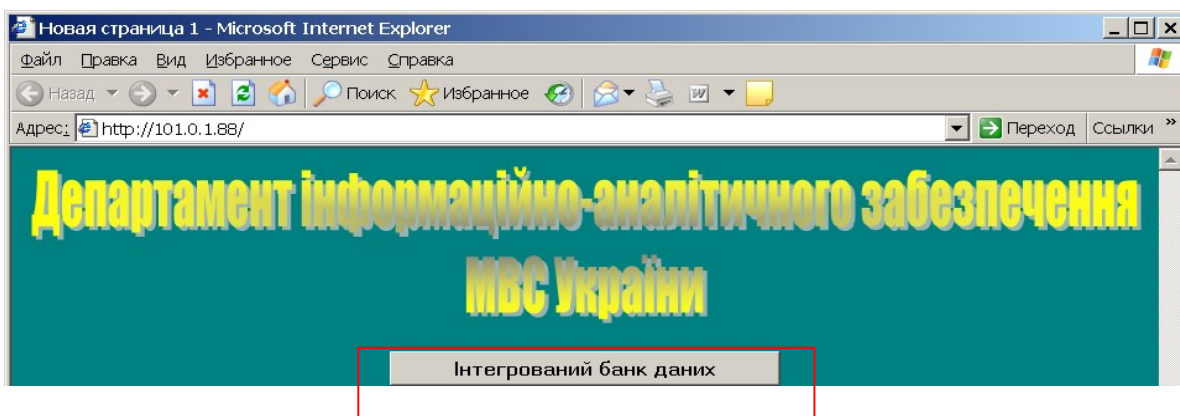 Новая страница 1 - Microsoft Internet Explorer
Файл Правка Вид Избранное Сервис Справка
Назад Поиск Избранное
Адрес: http://101.0.1.88/ Переход Ссылки »
Департамент інформаційно-аналітичного забезпечення
МВС України
Інтегрований банк даних